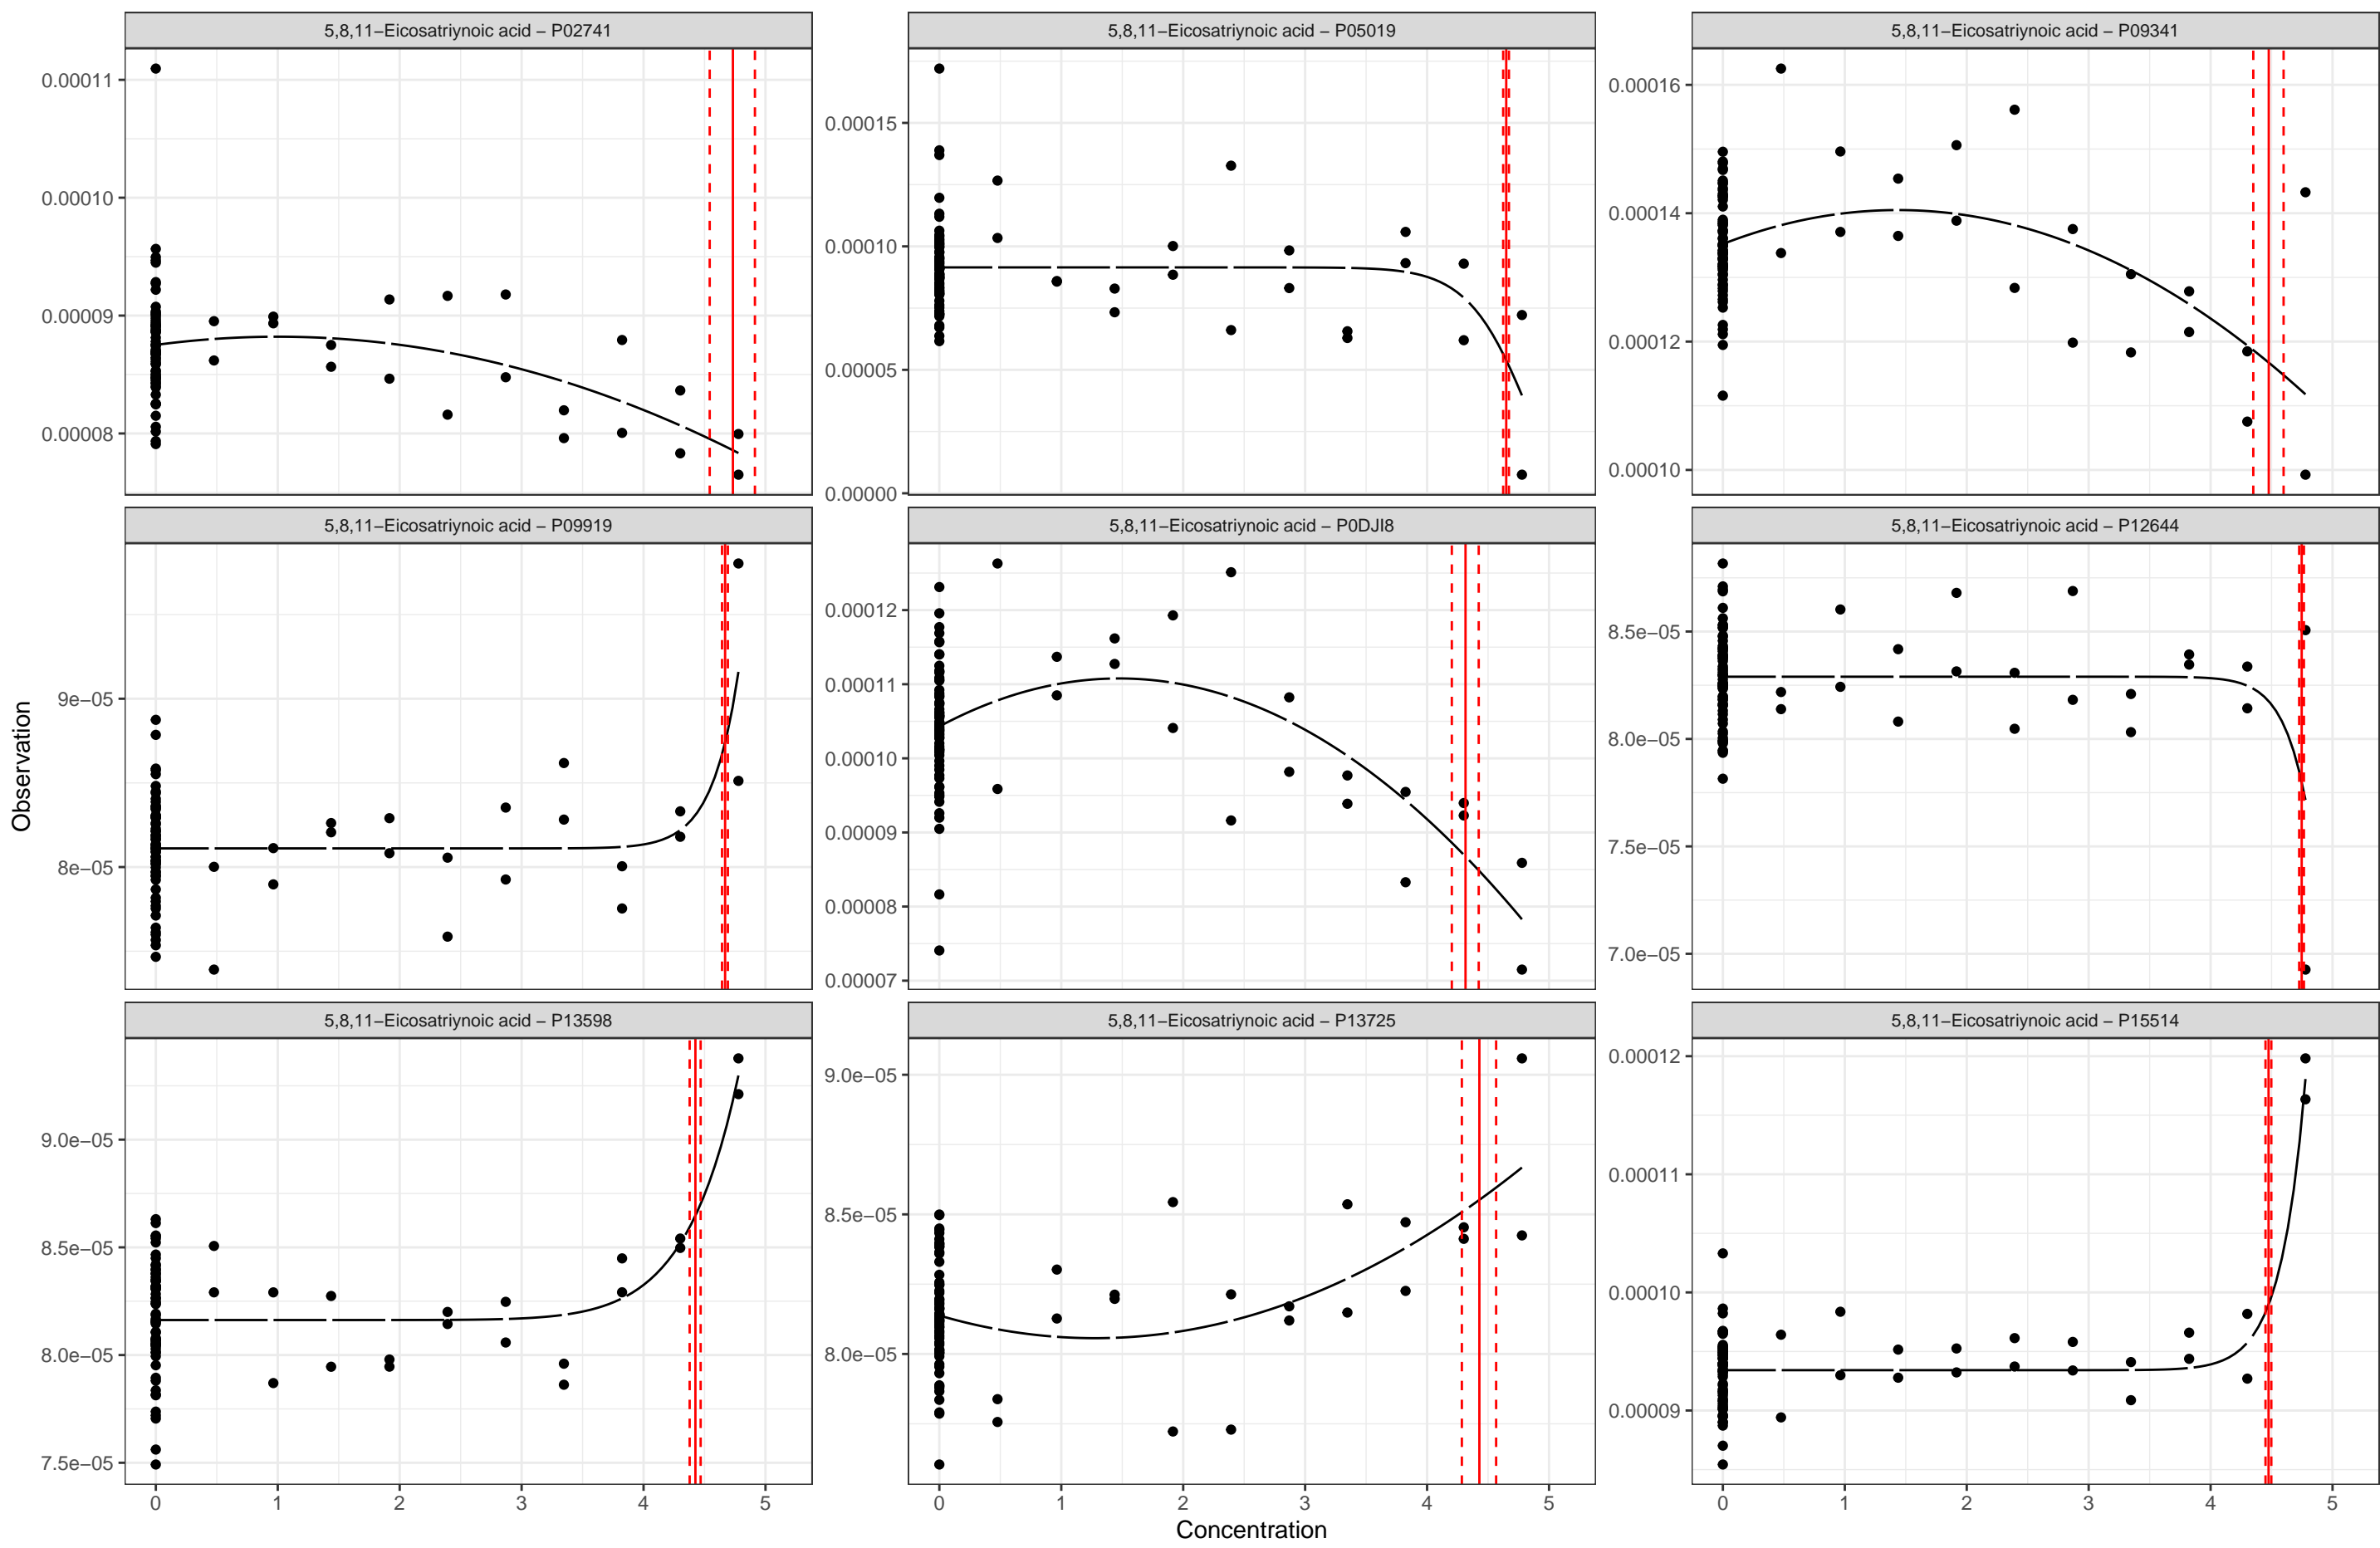 5,8,11−Eicosatriynoic acid − P02741
5,8,11−Eicosatriynoic acid − P05019
5,8,11−Eicosatriynoic acid − P09341
0.00011
0.00010
0.00009
0.00008
0.00015
0.00010
0.00005
0.00000
0.00016
0.00014
0.00012
0.00010
5,8,11−Eicosatriynoic acid − P09919
5,8,11−Eicosatriynoic acid − P0DJI8
5,8,11−Eicosatriynoic acid − P12644
Observation
9e−05
8e−05
0.00012
0.00011
0.00010
0.00009
0.00008
0.00007
8.5e−05
8.0e−05
7.5e−05
7.0e−05
5,8,11−Eicosatriynoic acid − P13598
5,8,11−Eicosatriynoic acid − P13725
5,8,11−Eicosatriynoic acid − P15514
9.0e−05
8.5e−05
8.0e−05
7.5e−05
9.0e−05
8.5e−05
8.0e−05
0.00012
0.00011
0.00010
0.00009
0 1 2 3 4 5
0 1 2 3 4 5
0 1 2 3 4 5
Concentration